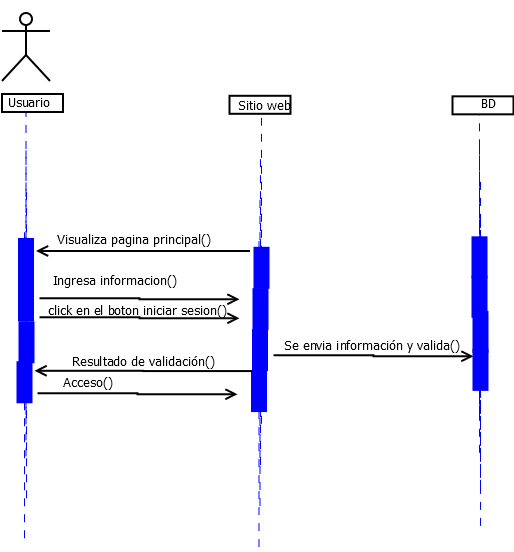 Usuario
Sitio web
BD
Visualiza pagina principal()
Ingresa informacion()
click en el boton iniciar sesion()
Se envia información y valida()
Resultado de validación()
Acceso()